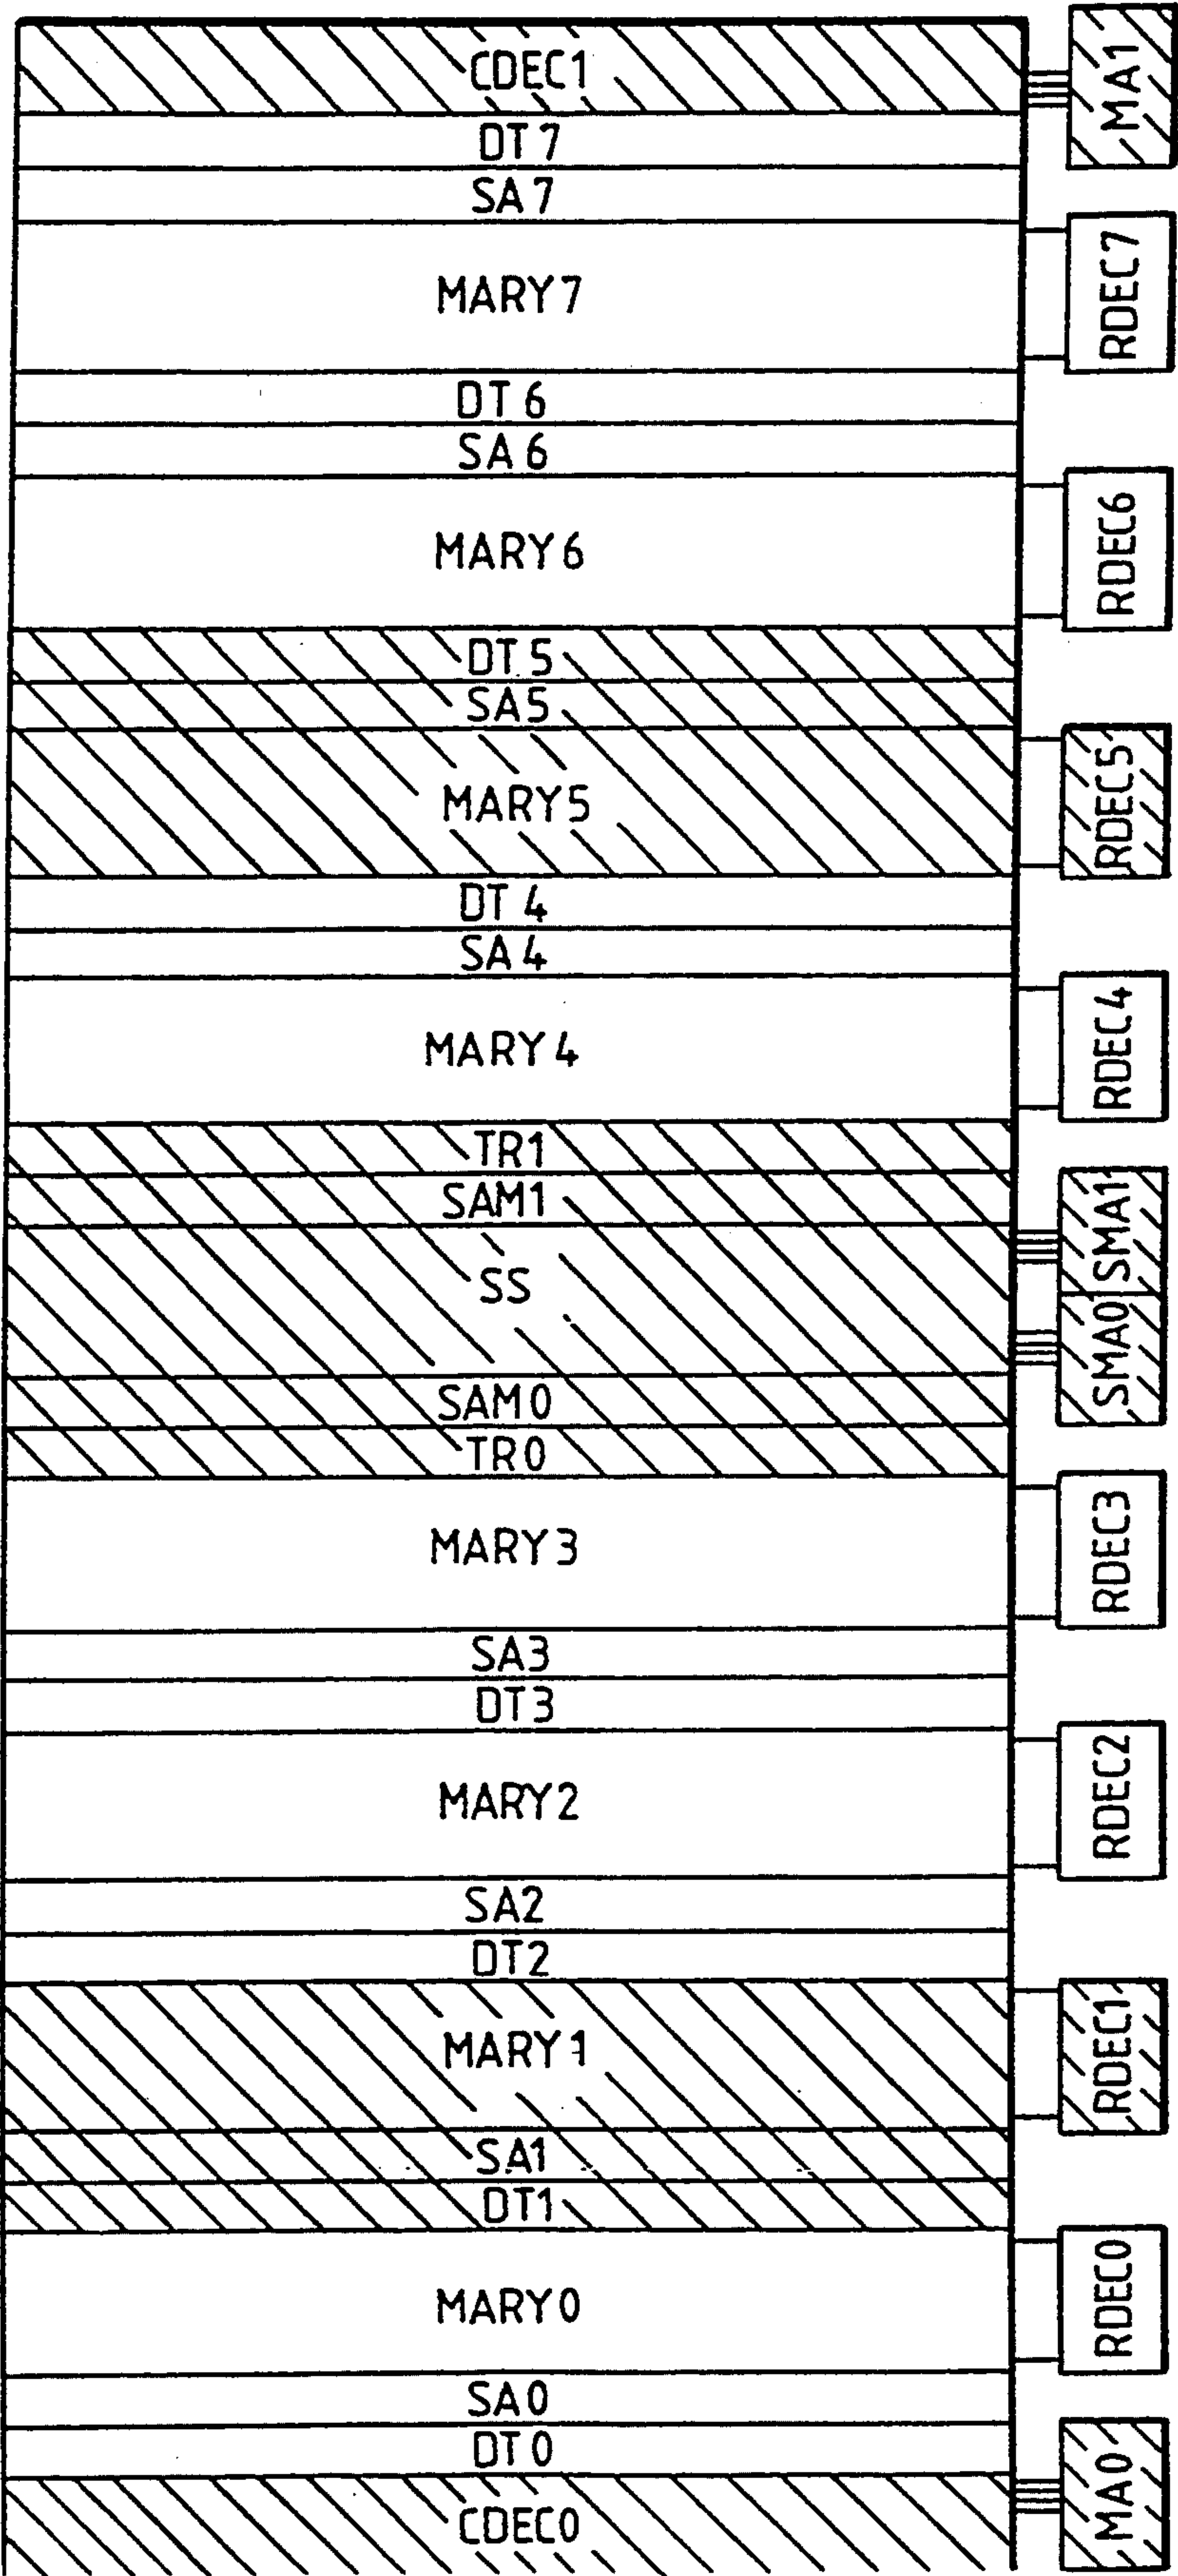 CDEC1
MA1
DT7
SA7
MARY7
RDEC7
DT6
SA6
MARY6
RDEC6
DT5
SA5
MARY5
RDEC5
DT4
SA4
MARY4
RDEC4
TR1
SAM1
SMA1
SS
SMA0
SAM0
TR0
MARY3
RDEC3
SA3
DT3
MARY2
RDEC2
SA2
DT2
MARY1
RDEC1
SA1
DT1
MARY0
RDEC0
SA0
DT0
CDEC0
MA0